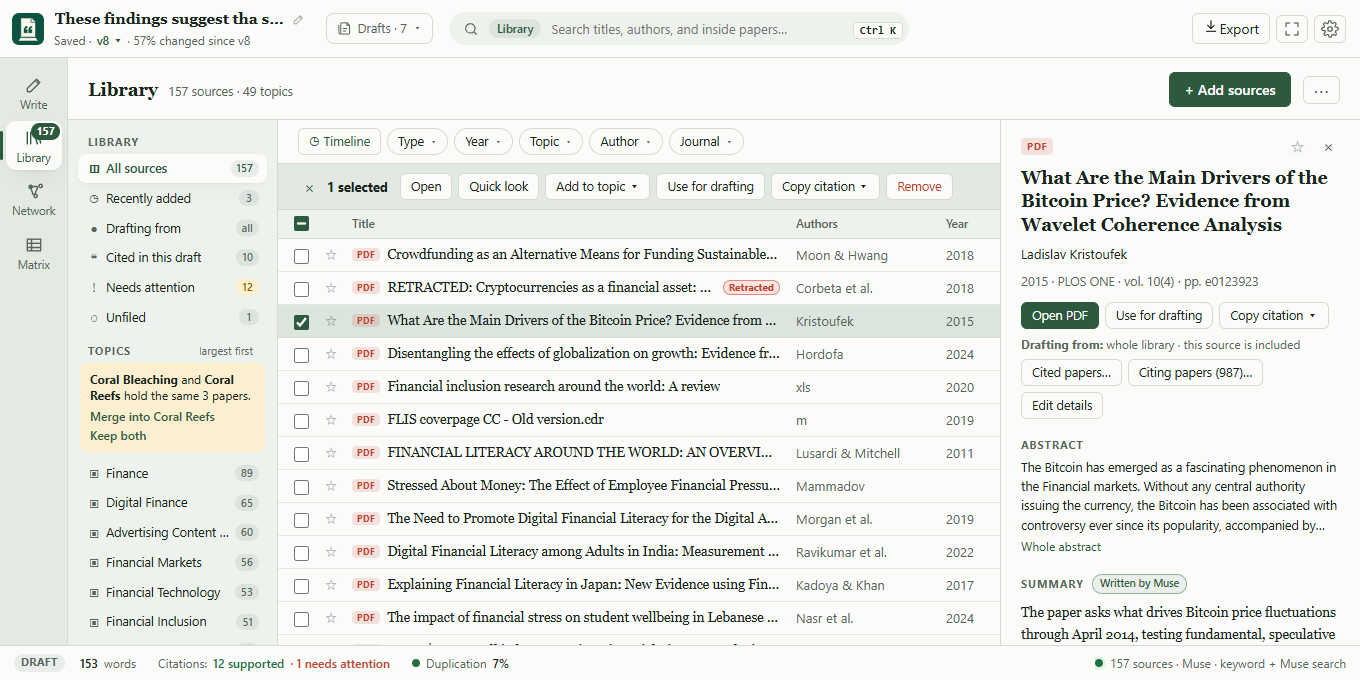 These findings suggest tha s...
Saved · v8 · 57% changed since v8
Drafts · 7
Library
Search titles, authors, and inside papers...
Ctrl K
Export
Write
157
Library
Network
Matrix
Library
157 sources · 49 topics
+ Add sources
...
LIBRARY
All sources 157
Recently added 3
Drafting from all
Cited in this draft 10
Needs attention 12
Unfiled 1
TOPICS largest first
Coral Bleaching and Coral
Reefs hold the same 3 papers.
Merge into Coral Reefs
Keep both
Finance 89
Digital Finance 65
Advertising Content ... 60
Financial Markets 56
Financial Technology 53
Financial Inclusion 51
Timeline
Type
Year
Topic
Author
Journal
× 1 selected
Open
Quick look
Add to topic
Use for drafting
Copy citation
Remove
Title Authors Year
PDF Crowdfunding as an Alternative Means for Funding Sustainable... Moon & Hwang 2018
PDF RETRACTED: Cryptocurrencies as a financial asset: ... Retracted Corbeta et al. 2018
PDF What Are the Main Drivers of the Bitcoin Price? Evidence from ... Kristoufek 2015
PDF Disentangling the effects of globalization on growth: Evidence fr... Hordofa 2024
PDF Financial inclusion research around the world: A review xls 2020
PDF FLIS coverpage CC - Old version.cdr m 2019
PDF FINANCIAL LITERACY AROUND THE WORLD: AN OVERVI... Lusardi & Mitchell 2011
PDF Stressed About Money: The Effect of Employee Financial Pressu... Mammadov
PDF The Need to Promote Digital Financial Literacy for the Digital A... Morgan et al. 2019
PDF Digital Financial Literacy among Adults in India: Measurement ... Ravikumar et al. 2022
PDF Explaining Financial Literacy in Japan: New Evidence using Fin... Kadoya & Khan 2017
PDF The impact of financial stress on student wellbeing in Lebanese ... Nasr et al. 2024
PDF
×
What Are the Main Drivers of the
Bitcoin Price? Evidence from
Wavelet Coherence Analysis
Ladislav Kristoufek
2015 · PLOS ONE · vol. 10(4) · pp. e0123923
Open PDF
Use for drafting
Copy citation
Drafting from: whole library · this source is included
Cited papers...
Citing papers (987)...
Edit details
ABSTRACT
The Bitcoin has emerged as a fascinating phenomenon in
the Financial markets. Without any central authority
issuing the currency, the Bitcoin has been associated with
controversy ever since its popularity, accompanied by...
Whole abstract
SUMMARY Written by Muse
The paper asks what drives Bitcoin price fluctuations
through April 2014, testing fundamental, speculative
DRAFT 153 words Citations: 12 supported · 1 needs attention Duplication 7%
157 sources · Muse · keyword + Muse search